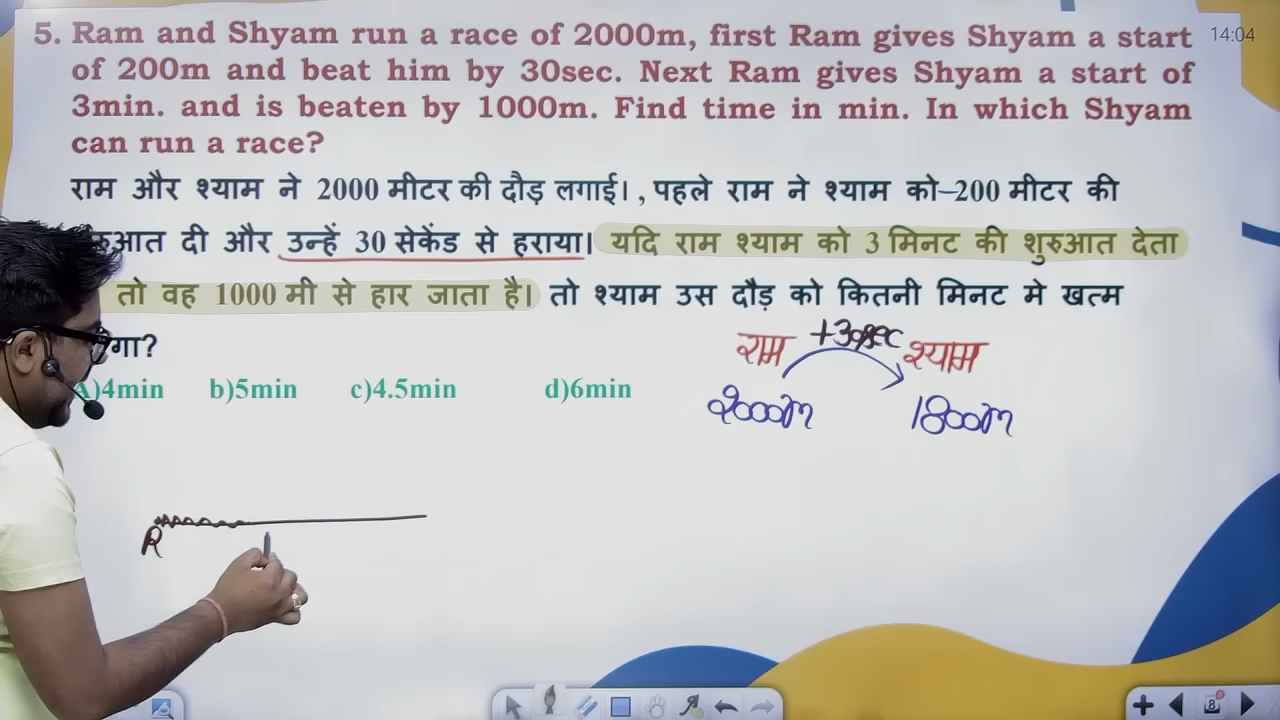 5. Ram and Shyam run a race of 2000m, first Ram gives Shyam a start
14:04
of 200m and beat him by 30sec. Next Ram gives Shyam a start of
3min. and is beaten by 1000m. Find time in min. In which Shyam
can run a race?
राम और श्याम ने 2000 मीटर की दौड़ लगाई। , पहले राम ने श्याम को 200 मीटर की
दी और उन्हें 30 सेकेंड से हराया। यदि राम श्याम को 3 मिनट की शुरुआत देता
तो वह 1000 मी से हार जाता है। तो श्याम उस दौड़ को कितनी मिनट मे खत्म
राम +30sec श्याम
)4min b)5min c)4.5min d)6min
2000m 1800m
R
8